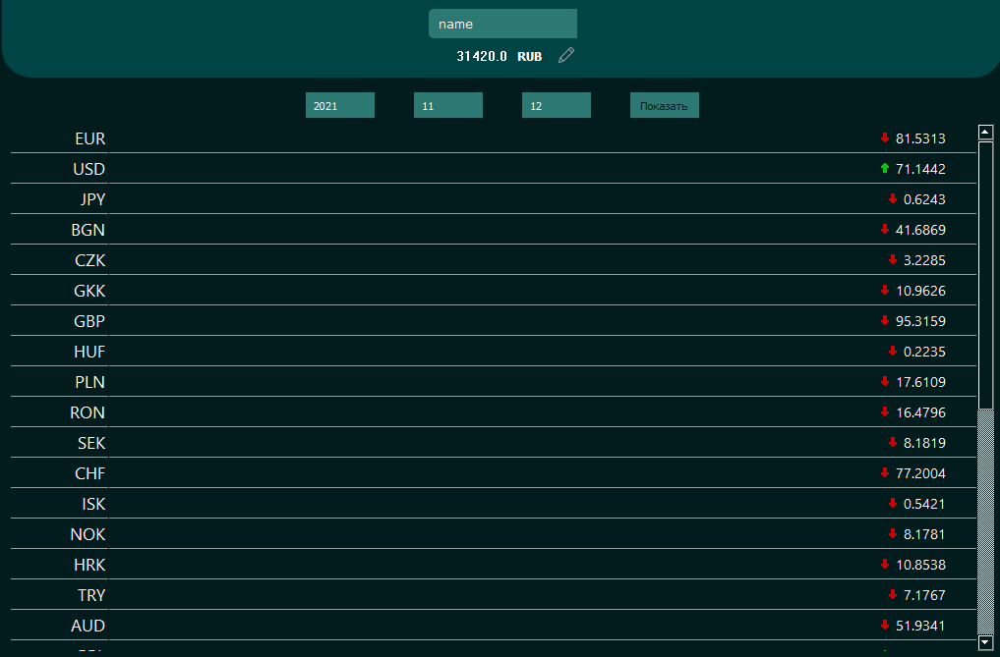 name
31420.0 RUB
2021 11 12 Показать
EUR 81.5313
USD 71.1442
JPY 0.6243
BGN 41.6869
CZK 3.2285
GKK 10.9626
GBP 95.3159
HUF 0.2235
PLN 17.6109
RON 16.4796
SEK 8.1819
CHF 77.2004
ISK 0.5421
NOK 8.1781
HRK 10.8538
TRY 7.1767
AUD 51.9341